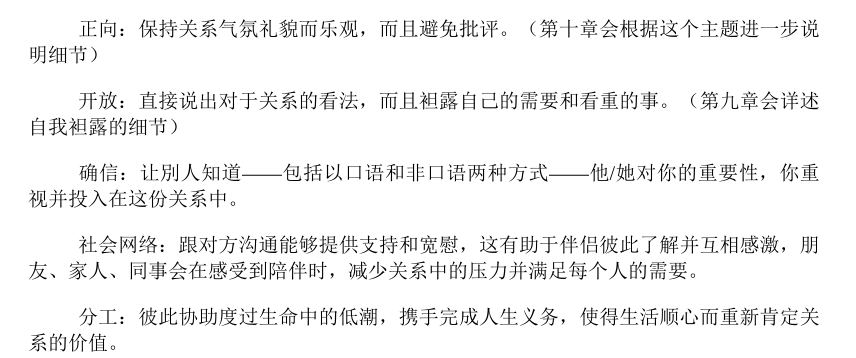 正向：保持关系气氛礼貌而乐观，而且避免批评。（第十章会根据这个主题进一步说
明细节）
开放：直接说出对于关系的看法，而且袒露自己的需要和看重的事。（第九章会详述
自我袒露的细节）
确信：让别人知道——包括以口语和非口语两种方式——他/她对你的重要性，你重
视并投入在这份关系中。
社会网络：跟对方沟通能够提供支持和宽慰，这有助于伴侣彼此了解并互相感激，朋
友、家人、同事会在感受到陪伴时，减少关系中的压力并满足每个人的需要。
分工：彼此协助度过生命中的低潮，携手完成人生义务，使得生活顺心而重新肯定关
系的价值。